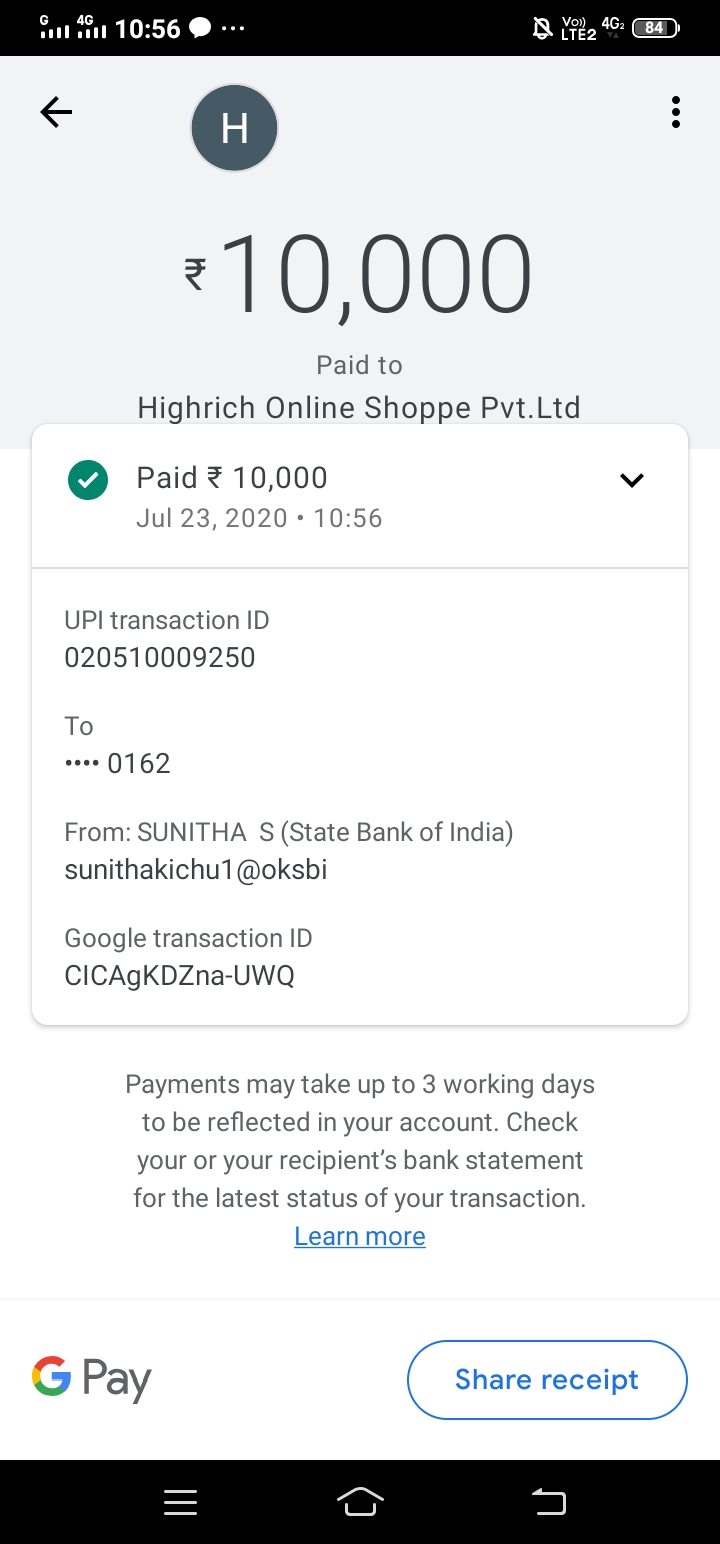 G 4G 10:56 ...
Vo)) LTE2 4G2 84
H
₹10,000
Paid to
Highrich Online Shoppe Pvt.Ltd
Paid ₹ 10,000
Jul 23, 2020 • 10:56
UPI transaction ID
020510009250
To
•••• 0162
From: SUNITHA  S (State Bank of India)
sunithakichu1@oksbi
Google transaction ID
CICAgKDZna-UWQ
Payments may take up to 3 working days
to be reflected in your account. Check
your or your recipient’s bank statement
for the latest status of your transaction.
Learn more
G Pay
Share receipt